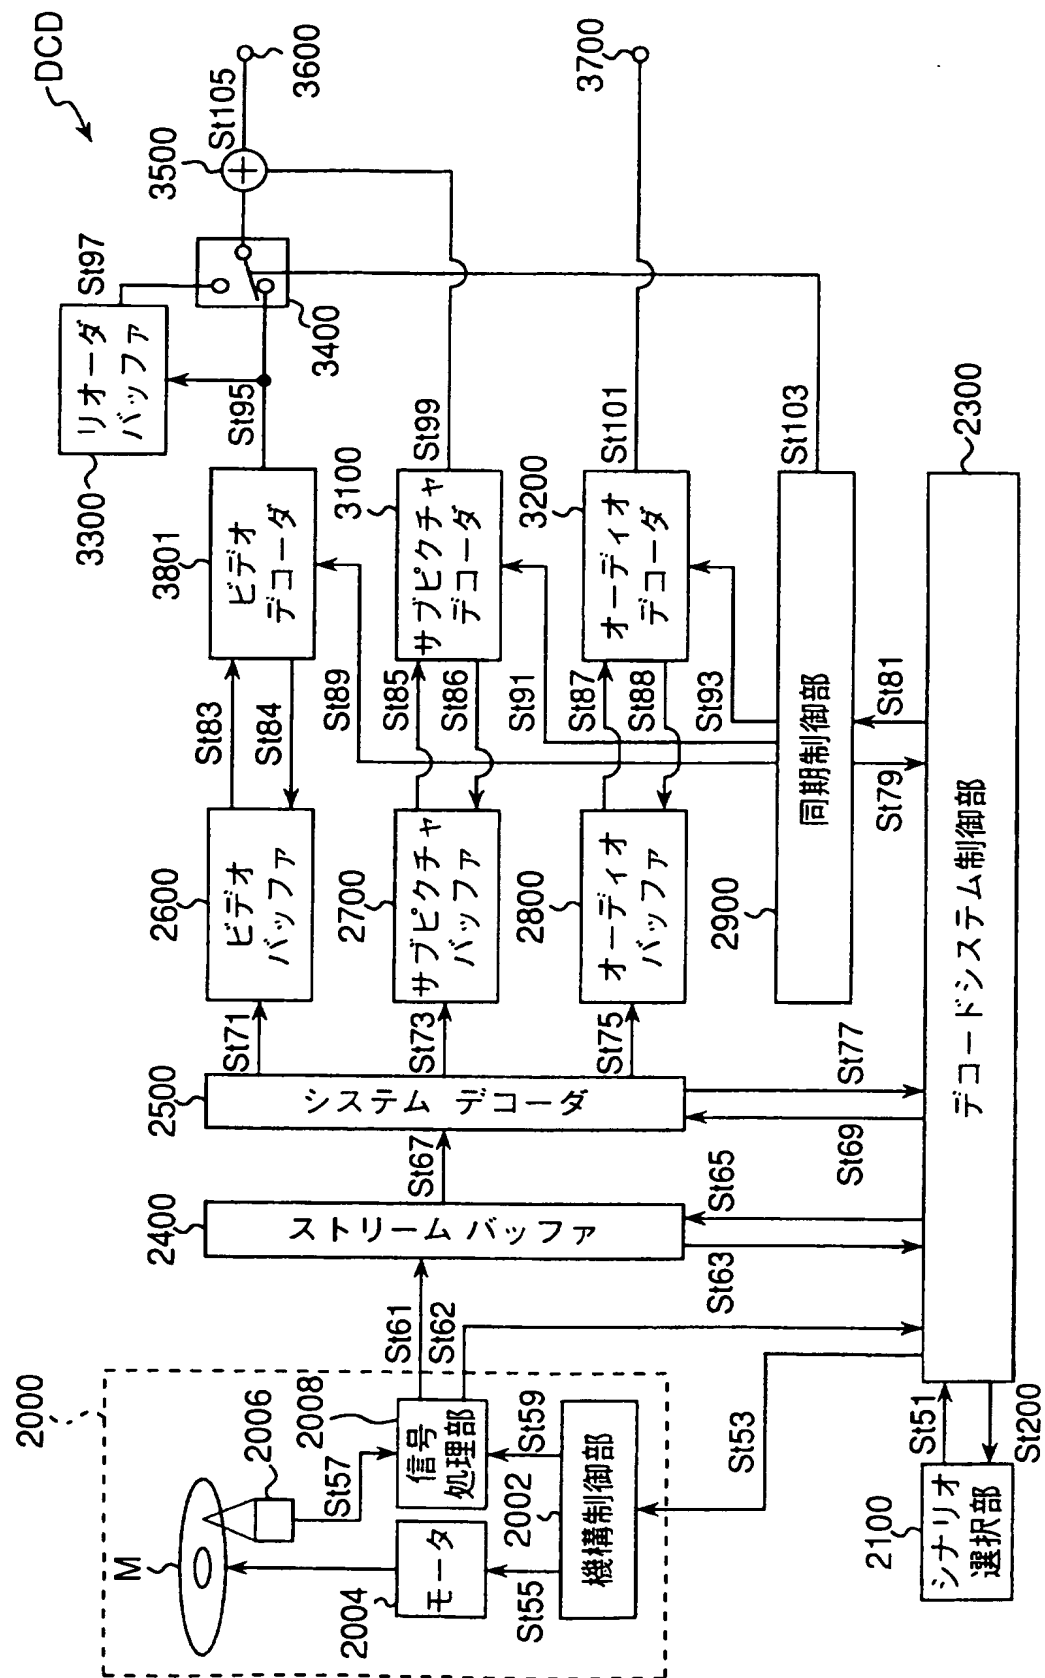 DCD
2000
M
2006
2008
St57
2004
モータ
信号
処理部
St55
2002
St59
機構制御部
St61
St62
St53
2100
シナリオ
選択部
St51
St200
2400
ストリーム バッファ
St63
St65
St67
2500
システム デコーダ
St69
St77
St71
St73
St75
2600
ビデオ
バッファ
2700
サブピクチャ
バッファ
2800
オーディオ
バッファ
2900
同期制御部
St79
St81
2300
デコードシステム制御部
St83
St84
St89
St85
St86
St91
St87
St88
St93
3801
ビデオ
デコーダ
3100
サブピクチャ
デコーダ
3200
オーディオ
デコーダ
3300
リオーダ
バッファ
St95
St97
St99
St101
St103
3400
3500
St105
3600
3700